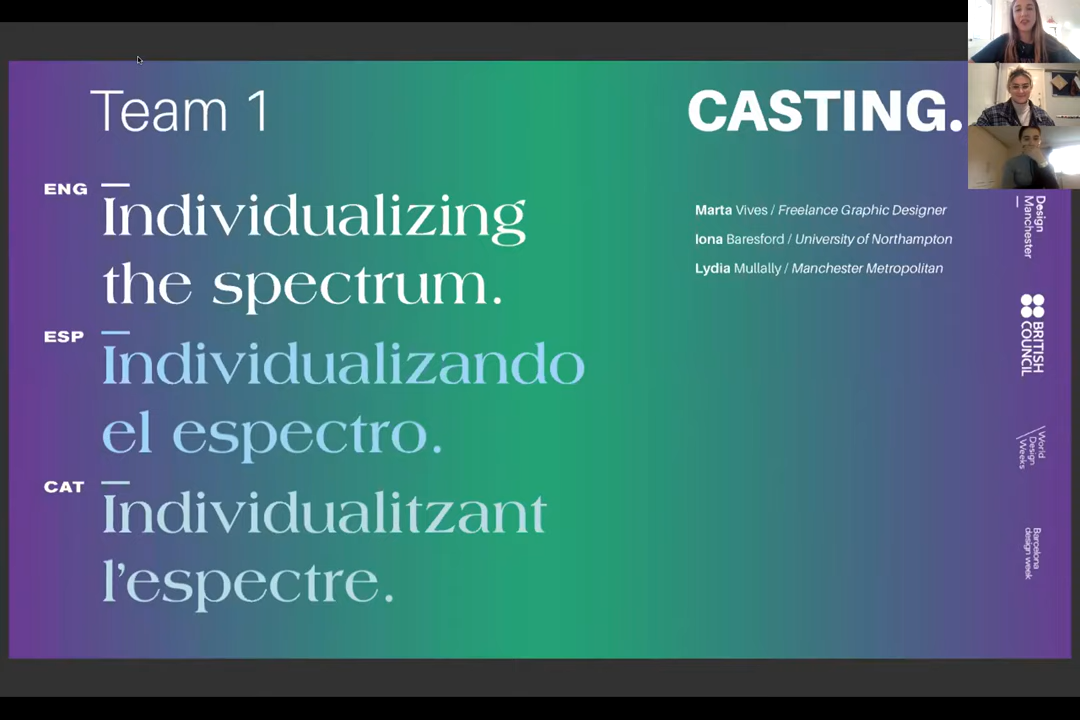 Team 1
CASTING.
ENG
Individualizing
the spectrum.
ESP
Individualizando
el espectro.
CAT
Individualitzant
l’espectre.
Marta Vives / Freelance Graphic Designer
Iona Baresford / University of Northampton
Lydia Mullally / Manchester Metropolitan
Design
Manchester
BRITISH
COUNCIL
World
Design
Weeks
Barcelona
design week